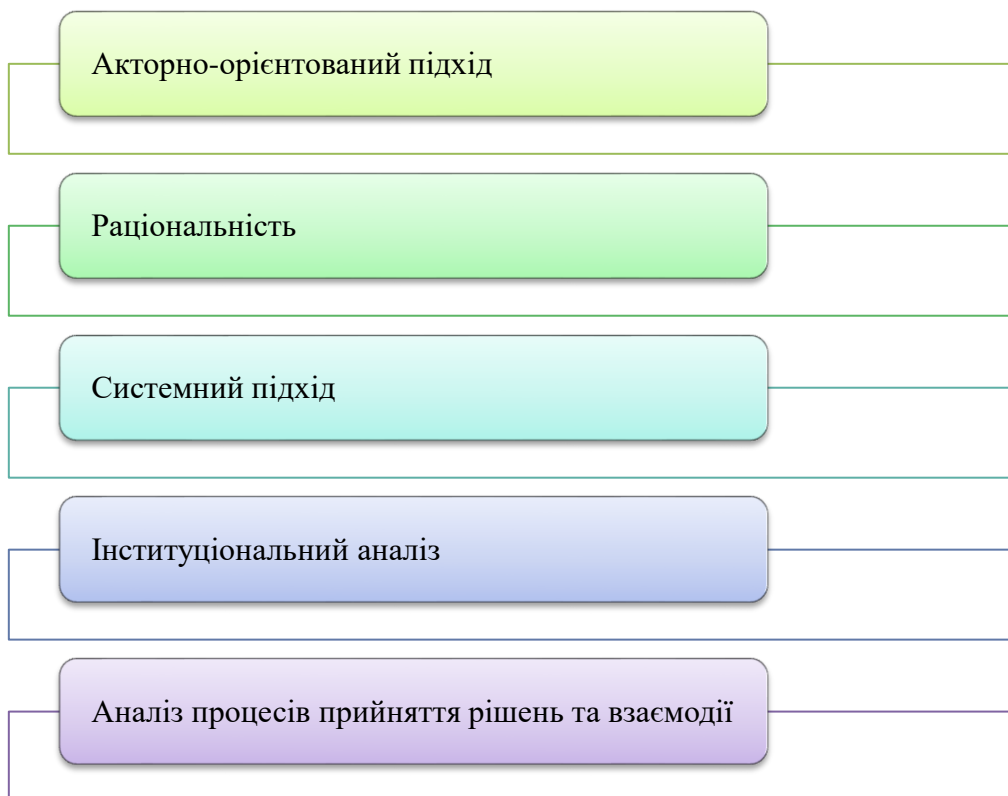 Акторно-орієнтований підхід
Раціональність
Системний підхід
Інституціональний аналіз
Аналіз процесів прийняття рішень та взаємодії